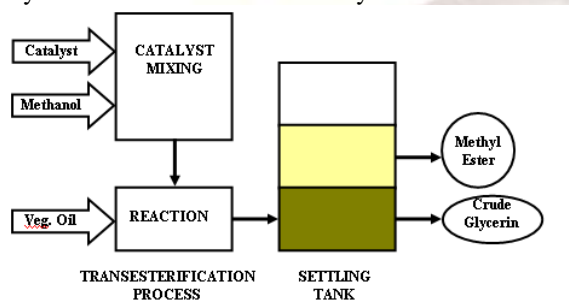 Catalyst
CATALYST
MIXING
Methanol
Methyl
Ester
Veg. Oil
REACTION
Crude
Glycerin
TRANSESTERIFICATION
PROCESS
SETTLING
TANK